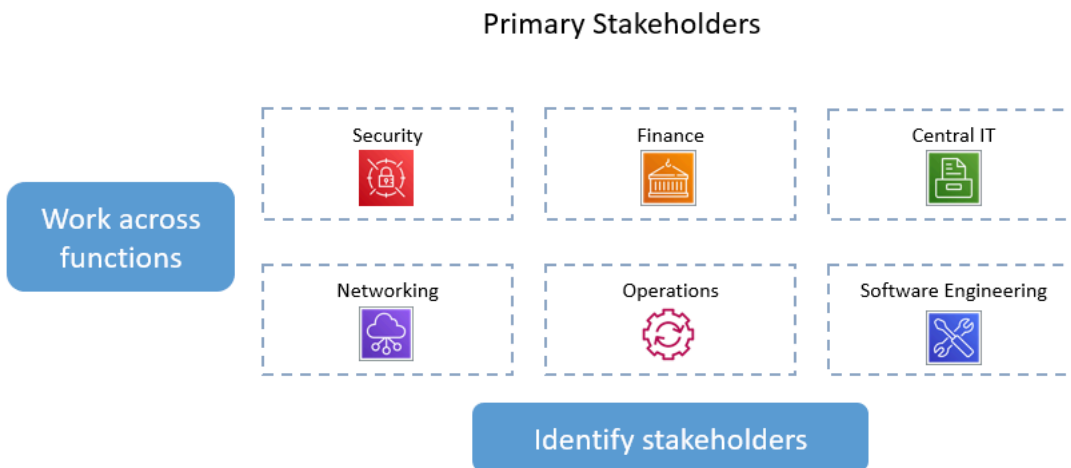 Primary Stakeholders
Security
Finance
Central IT
Work across
functions
Networking
Operations
Software Engineering
Identify stakeholders